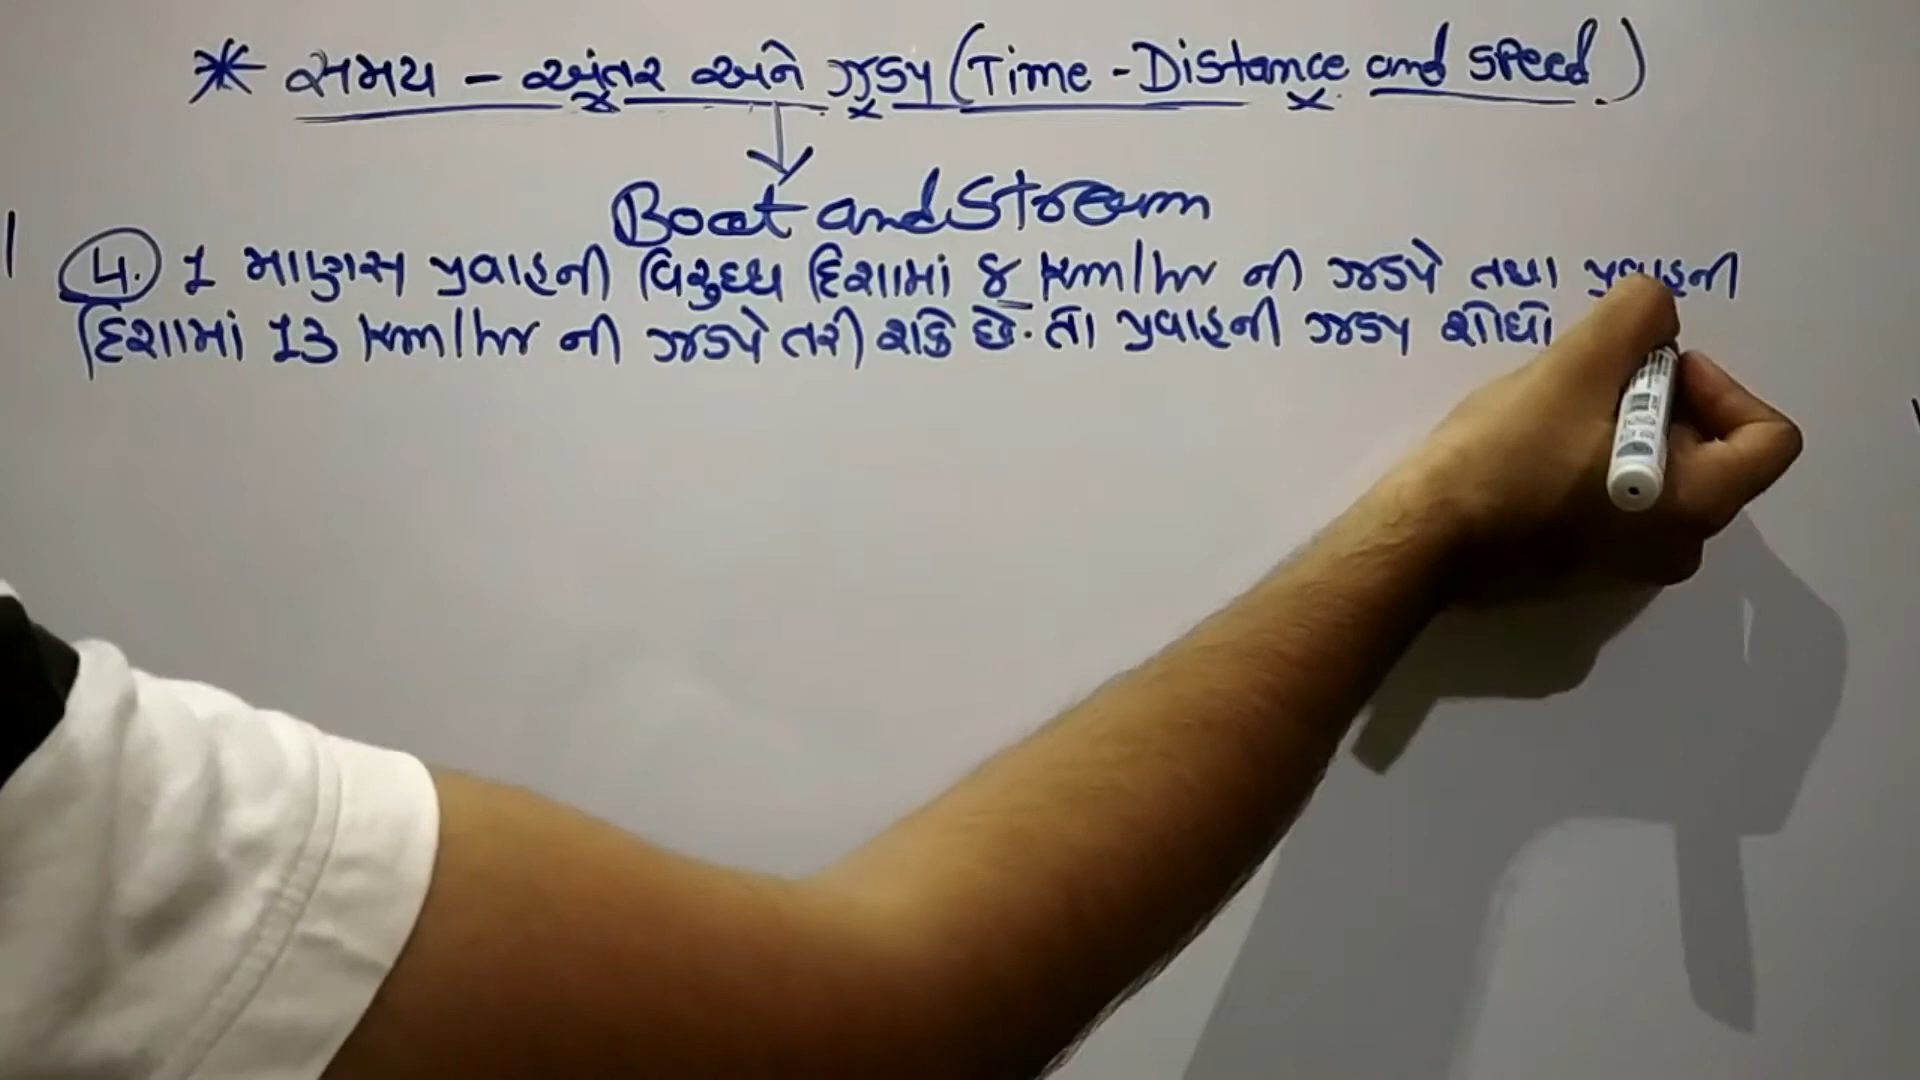 * સમય - અંતર અને ઝડપ (Time - Distance and Speed.)
Boat and Stream
4. 1 માણસ પ્રવાહની વિરુધ્ધ દિશામાં 8 km/hr ની ઝડપે તથા પ્રવાહની
દિશામાં 13 km/hr ની ઝડપે તરી શકે છે. તો પ્રવાહની ઝડપ શોધો